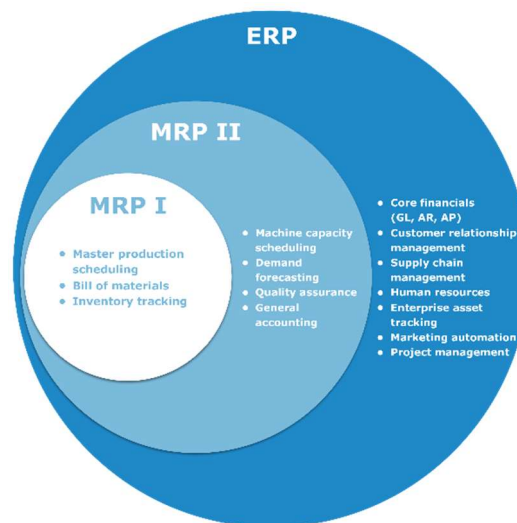 ERP
MRP II
MRP I
• Master production
scheduling
• Bill of materials
• Inventory tracking
• Machine capacity
scheduling
• Demand
forecasting
• Quality assurance
• General
accounting
• Core financials
(GL, AR, AP)
• Customer relationship
management
• Supply chain
management
• Human resources
• Enterprise asset
tracking
• Marketing automation
• Project management